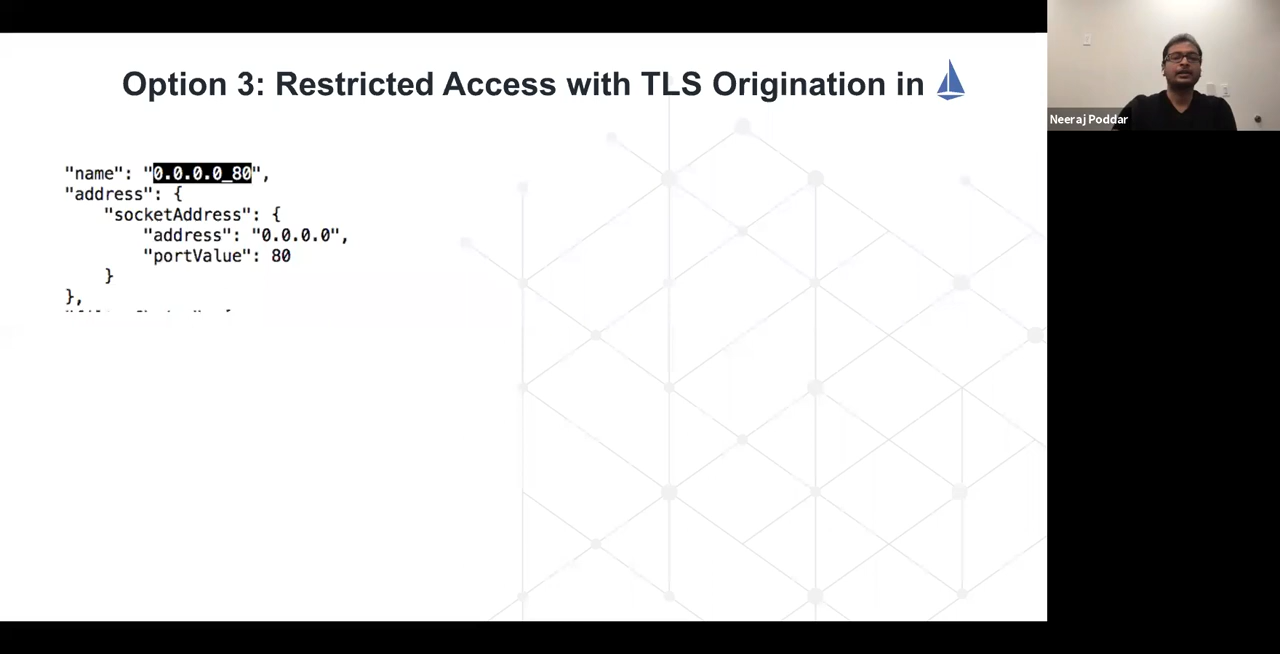 Option 3: Restricted Access with TLS Origination in
"name": "0.0.0.0_80",
"address": {
"socketAddress": {
"address": "0.0.0.0",
"portValue": 80
}
},
Neeraj Poddar